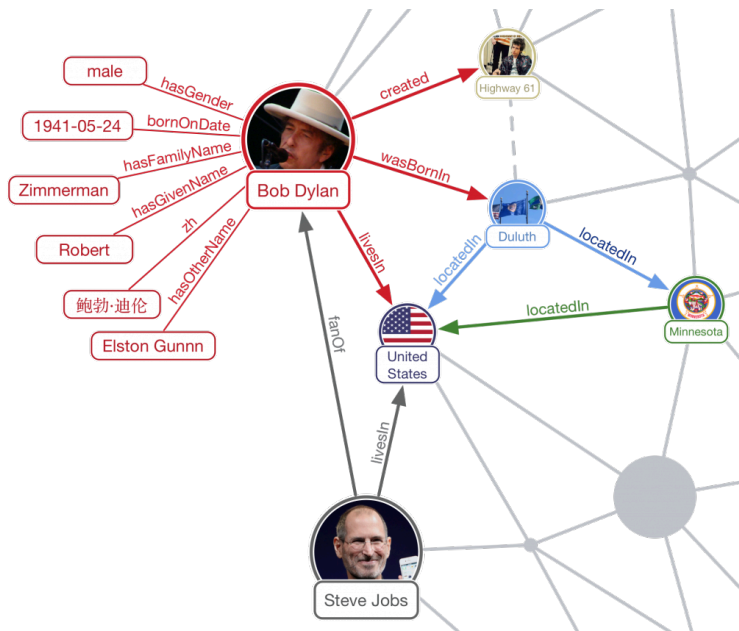 male
hasGender
1941-05-24
bornOnDate
hasFamilyName
Zimmerman
hasGivenName
Robert
zh
鲍勃·迪伦
hasOtherName
Elston Gunnn
Bob Dylan
created
Highway 61
wasBornIn
Duluth
livesIn
locatedIn
locatedIn
locatedIn
Minnesota
United
States
fanOf
livesIn
Steve Jobs